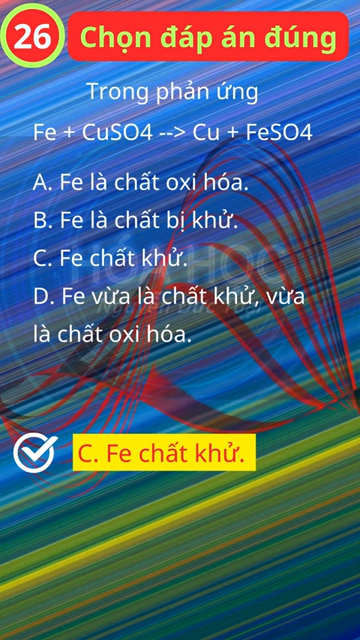 26 Chọn đáp án đúng
Trong phản ứng
Fe + CuSO4 --> Cu + FeSO4
A. Fe là chất oxi hóa.
B. Fe là chất bị khử.
C. Fe chất khử.
D. Fe vừa là chất khử, vừa
là chất oxi hóa.
C. Fe chất khử.